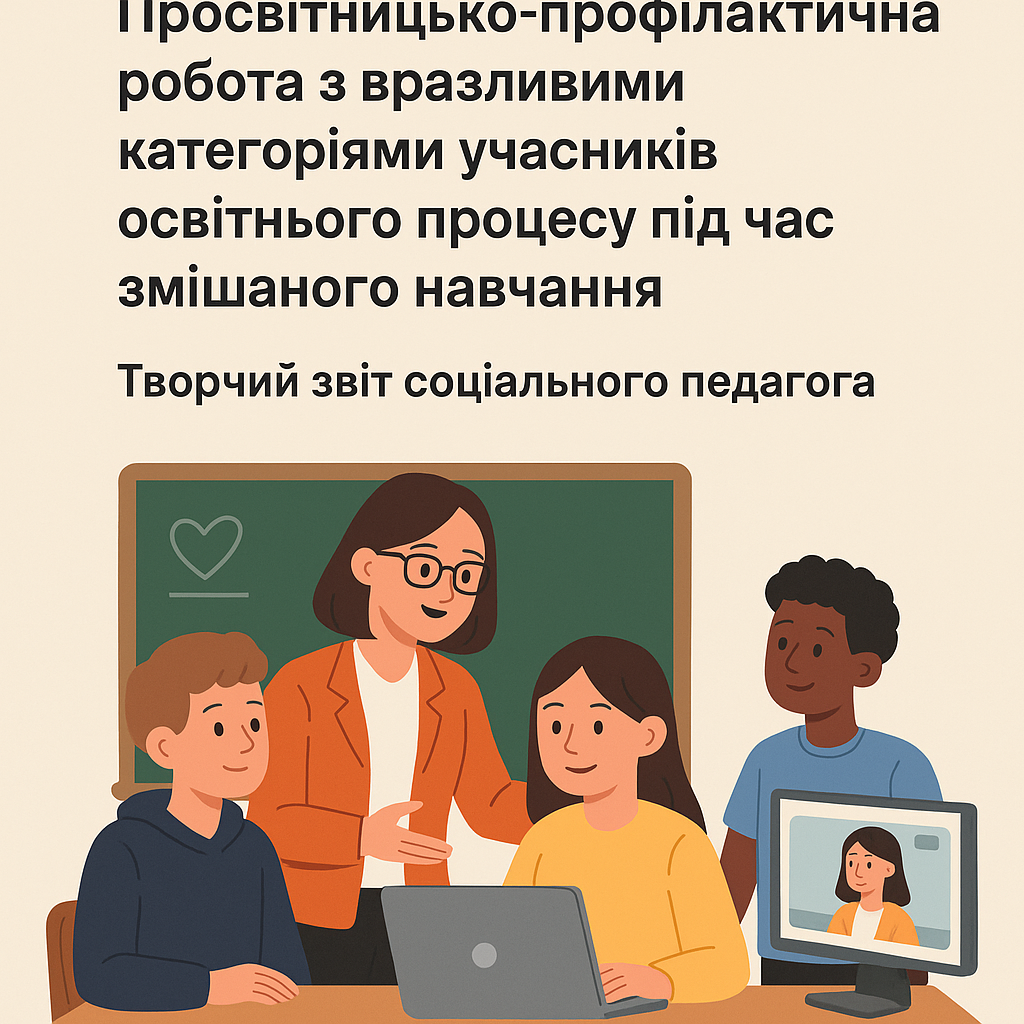 Просвітницько-профілактична
робота з вразливими
категоріями учасників
освітнього процесу під час
змішаного навчання
Творчий звіт соціального педагога